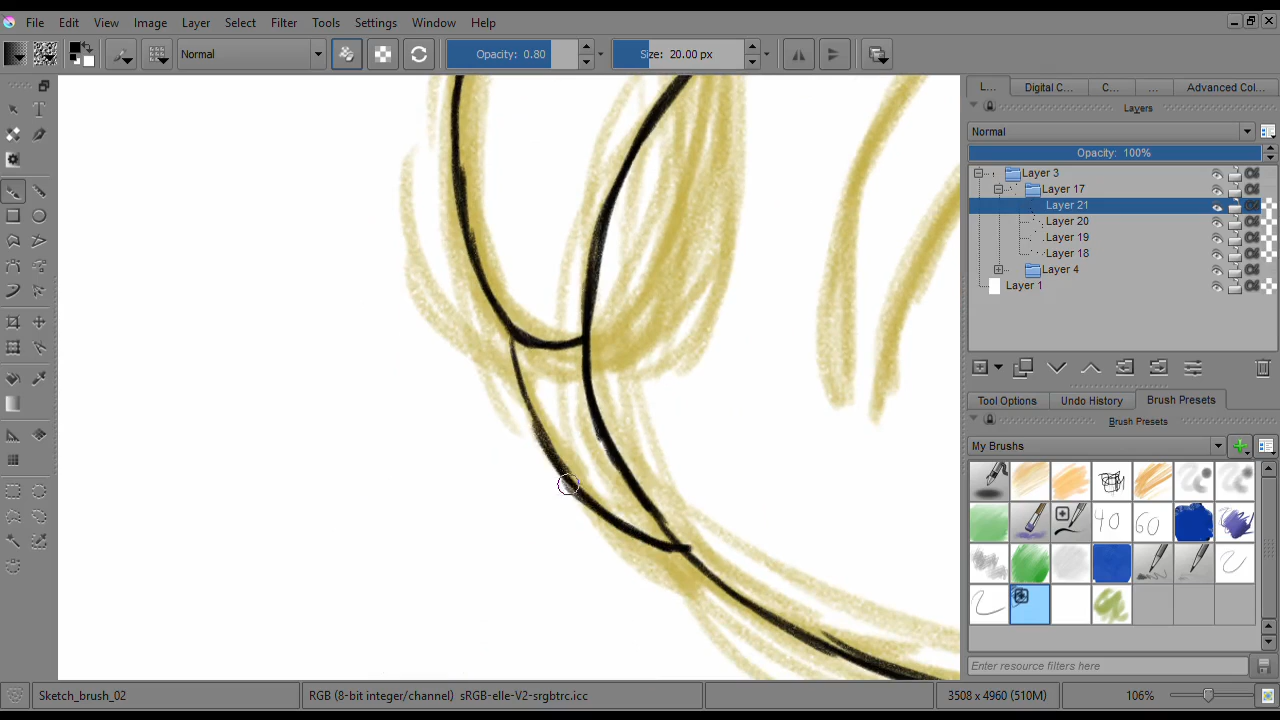 File Edit View Image Layer Select Filter Tools Settings Window Help
Normal Opacity: 0.80 Size: 20.00 px
L... Digital C... C... ... Advanced Col...
Layers
Normal
Opacity: 100%
Layer 3
Layer 17
Layer 21
Layer 20
Layer 19
Layer 18
Layer 4
Layer 1
Tool Options Undo History Brush Presets
Brush Presets
My Brushs
40 60
Enter resource filters here
Sketch_brush_02 RGB (8-bit integer/channel) sRGB-elle-V2-srgbtrc.icc 3508 x 4960 (510M) 106%